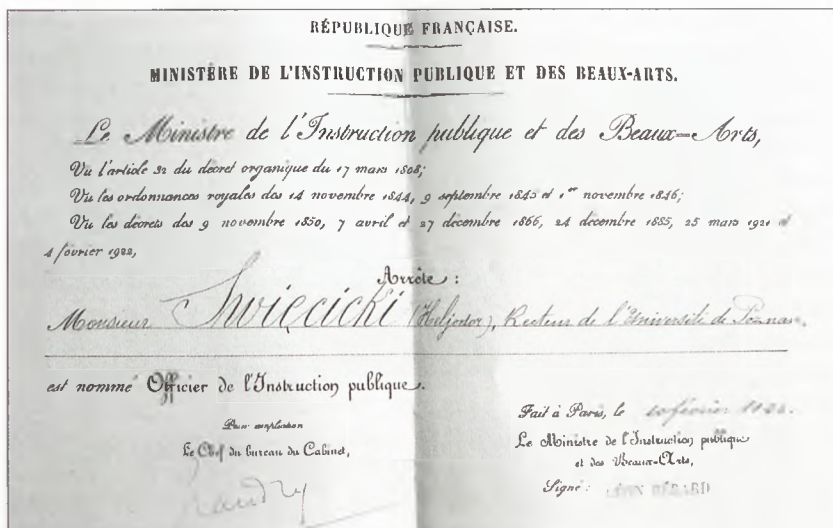 RÉPUBLIQUE FRANÇAISE.
MINISTÈRE DE L'INSTRUCTION PUBLIQUE ET DES BEAUX-ARTS.
Le Ministre de l'Instruction publique et des Beaux-Arts,
Vu l'article 32 du décret organique du 17 mars 1808;
Vu les ordonnances royales des 14 novembre 1844, 9 septembre 1845 et 1er novembre 1846;
Vu les décrets des 9 novembre 1850, 7 avril et 27 décembre 1866, 24 décembre 1885, 25 mars 1921 et
4 février 1922,
Arrête :
Monsieur Swięcicki (Heljodor), Recteur de l'Université de Poznan.
est nommé Officier de l'Instruction publique.
Pour ampliation
Le Chef du bureau du Cabinet,
Fait à Paris, le février
Le Ministre de l'Instruction publique
et des Beaux-Arts,
Signé : LÉON BÉRARD